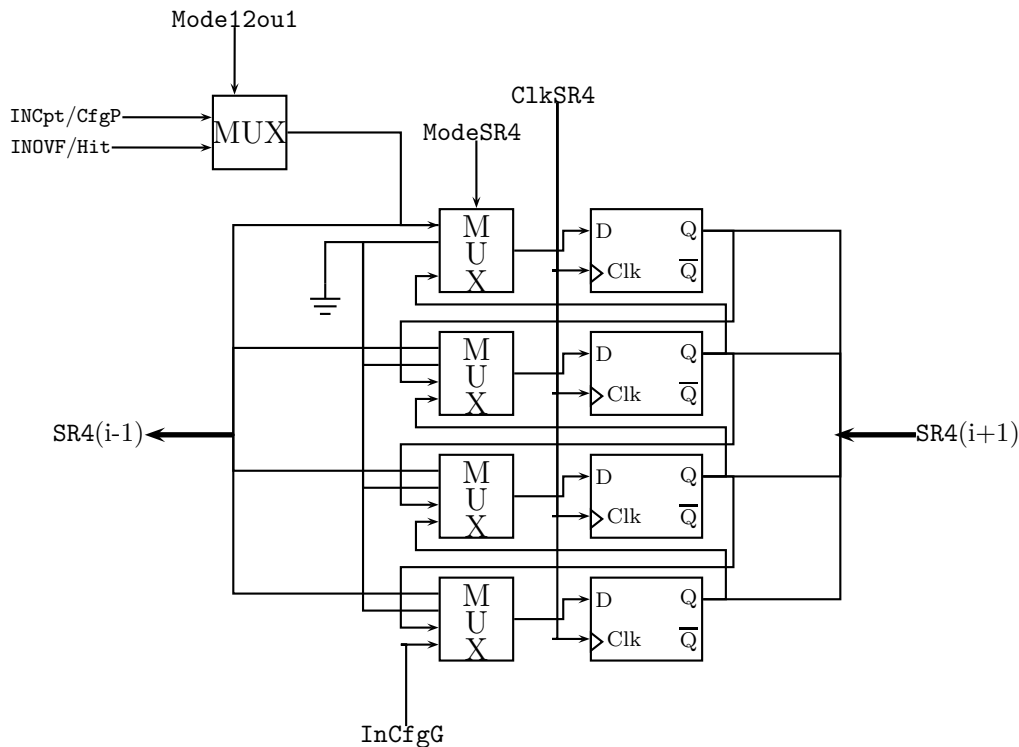 Mode12ou1
INCpt/CfgP
INOVF/Hit
MUX
ClkSR4
ModeSR4
M
U
X
D
Q
Clk
Q
M
U
X
D
Q
Clk
Q
SR4(i-1)
SR4(i+1)
M
U
X
D
Q
Clk
Q
M
U
X
D
Q
Clk
Q
InCfgG